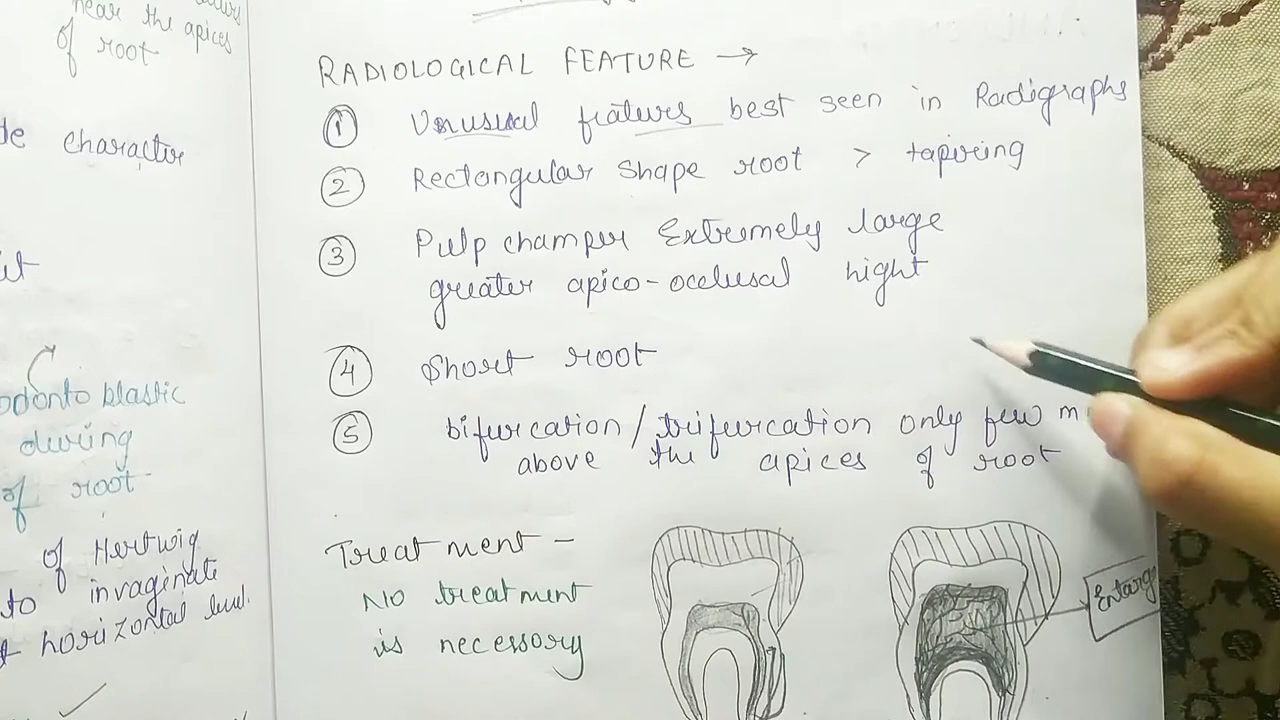 near the apices
of root
de character
odonto blastic
during
of root
of Hertwig
to invaginate
horizontal level.
RADIOLOGICAL FEATURE →
① Unusual features best seen in Radigraphs
② Rectangular shape root > tapering
③ Pulp champer Extremely large
greater apico-occlusal hight
④ Short root
⑤ bifurcation / trifurcation only few m
above the apices of root
Treatment -
No treatment
is necessory
Enlarg